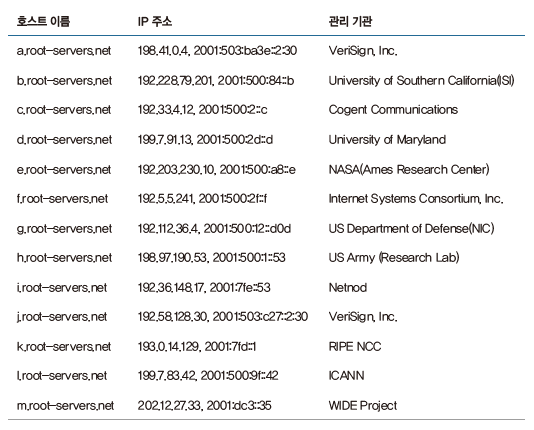 호스트 이름 IP 주소 관리 기관
a.root-servers.net 198.41.0.4, 2001:503:ba3e::2:30 VeriSign, Inc.
b.root-servers.net 192.228.79.201, 2001:500:84::b University of Southern California(ISI)
c.root-servers.net 192.33.4.12, 2001:500:2::c Cogent Communications
d.root-servers.net 199.7.91.13, 2001:500:2d::d University of Maryland
e.root-servers.net 192.203.230.10, 2001:500:a8::e NASA(Ames Research Center)
f.root-servers.net 192.5.5.241, 2001:500:2f::f Internet Systems Consortium, Inc.
g.root-servers.net 192.112.36.4, 2001:500:12::d0d US Department of Defense(NIC)
h.root-servers.net 198.97.190.53, 2001:500:1::53 US Army (Research Lab)
i.root-servers.net 192.36.148.17, 2001:7fe::53 Netnod
j.root-servers.net 192.58.128.30, 2001:503:c27::2:30 VeriSign, Inc.
k.root-servers.net 193.0.14.129, 2001:7fd::1 RIPE NCC
l.root-servers.net 199.7.83.42, 2001:500:9f::42 ICANN
m.root-servers.net 202.12.27.33, 2001:dc3::35 WIDE Project